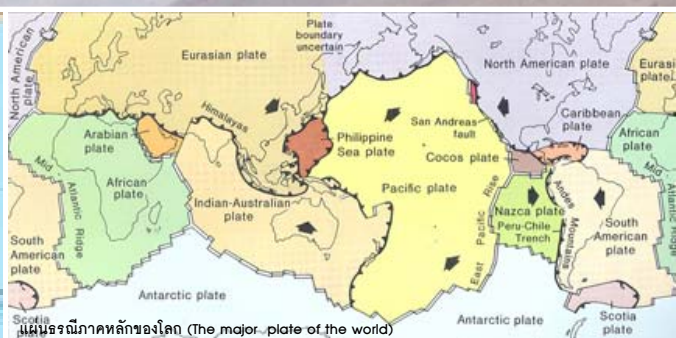 North American
plate
Eurasian plate
Plate
boundary
uncertain
North American plate
Eurasi
plate
Himalayas
Arabian
plate
Philippine
Sea plate
San Andreas
fault
Caribbean
plate
African
plate
Cocos plate
Mid
Atlantic Ridge
African
plate
Indian-Australian
plate
Pacific plate
East Pacific Rise
Nazca plate
Peru-Chile
Trench
Andes Mountains
South
American
plate
Mid
Atlantic Ridge
South
American
plate
Antarctic plate
Antarctic plate
Scotia
plate
Scotia
แผ่นธรณีภาคหลักของโลก (The major plate of the world)